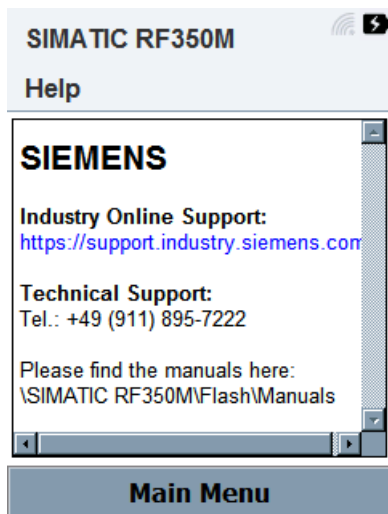 SIMATIC RF350M
Help
SIEMENS
Industry Online Support:
https://support.industry.siemens.com
Technical Support:
Tel.: +49 (911) 895-7222
Please find the manuals here:
\SIMATIC RF350M\Flash\Manuals
Main Menu